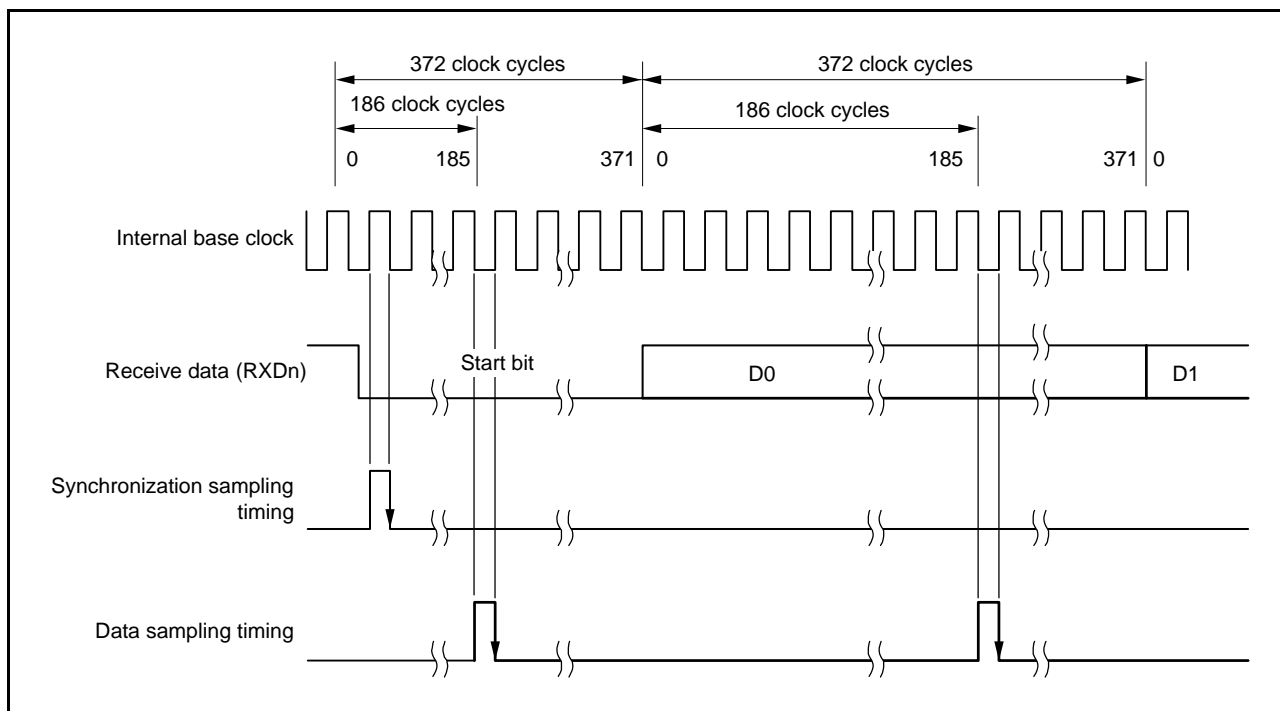 372 clock cycles 372 clock cycles
186 clock cycles 186 clock cycles
0 185 371 0 185 371 0
Internal base clock
Receive data (RXDn) Start bit D0 D1
Synchronization sampling
timing
Data sampling timing